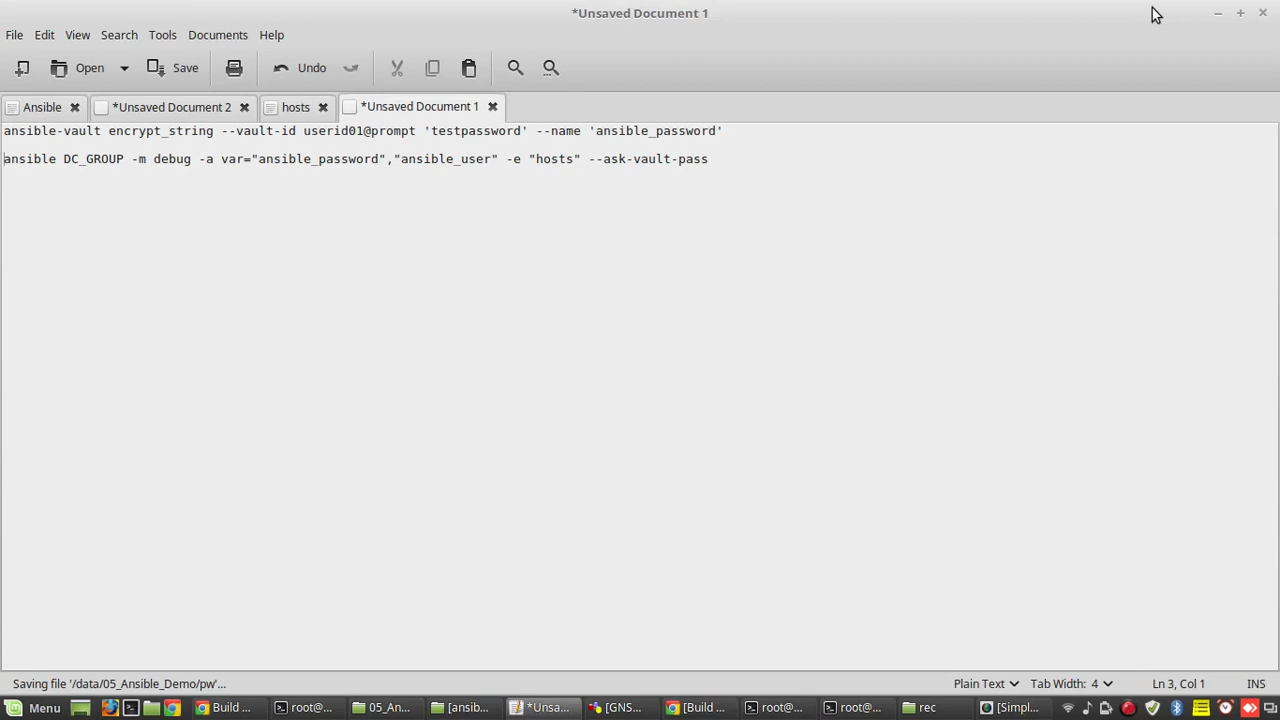 *Unsaved Document 1
File Edit View Search Tools Documents Help
Open Save Undo
Ansible *Unsaved Document 2 hosts *Unsaved Document 1
ansible-vault encrypt_string --vault-id userid01@prompt 'testpassword' --name 'ansible_password'
ansible DC_GROUP -m debug -a var="ansible_password","ansible_user" -e "hosts" --ask-vault-pass
Saving file '/data/05_Ansible_Demo/pw'... Plain Text Tab Width: 4 Ln 3, Col 1 INS
Menu Build ... root@... 05_An... [ansib... *Unsa... [GNS... [Build ... root@... root@... rec [Simpl...